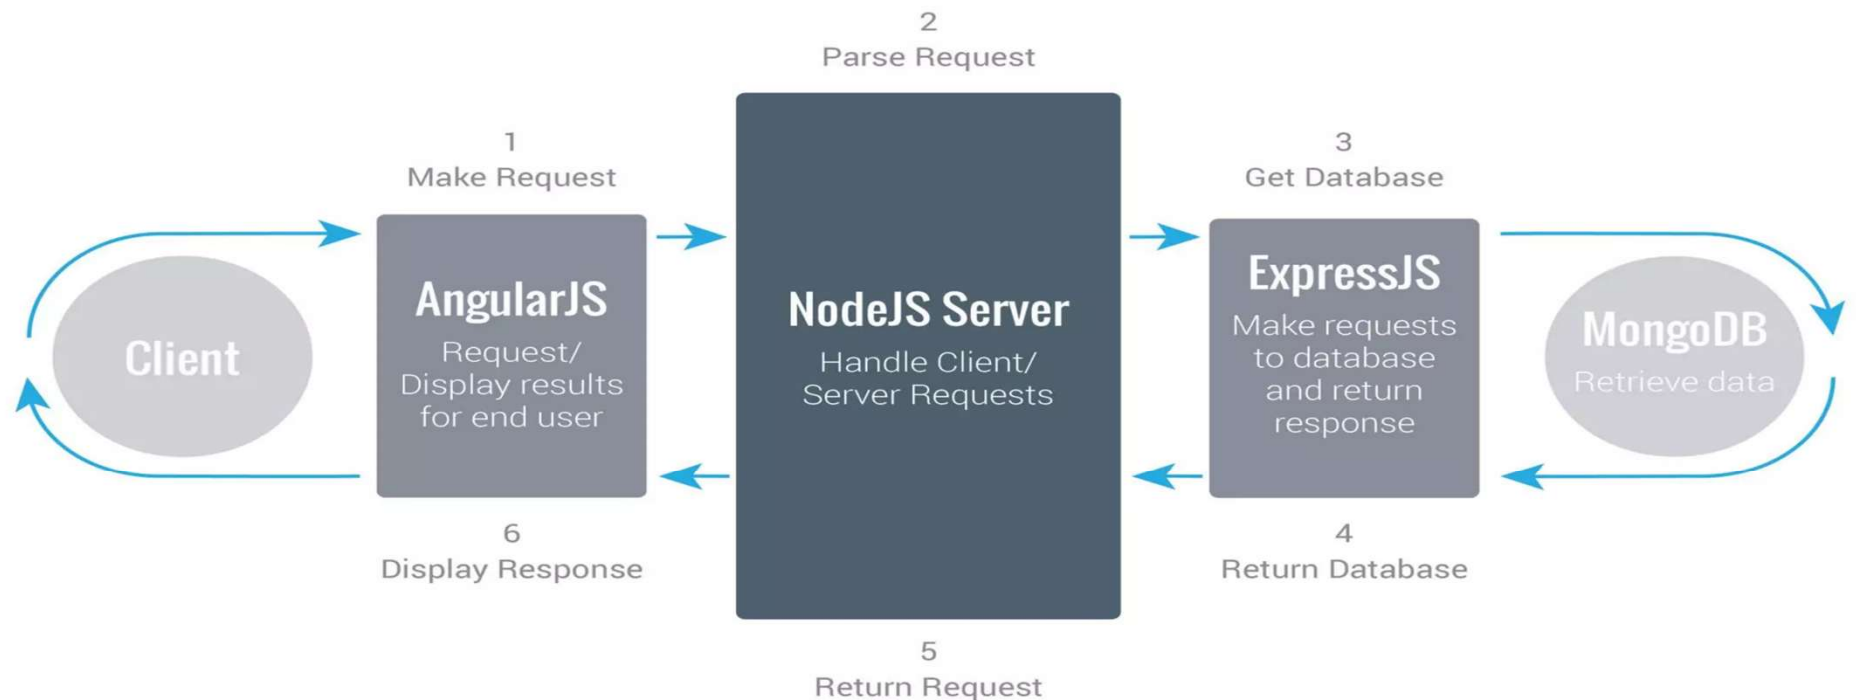 2
Parse Request
1
Make Request
3
Get Database
Client
AngularJS
Request/
Display results
for end user
NodeJS Server
Handle Client/
Server Requests
ExpressJS
Make requests
to database
and return
response
MongoDB
Retrieve data
6
Display Response
4
Return Database
5
Return Request